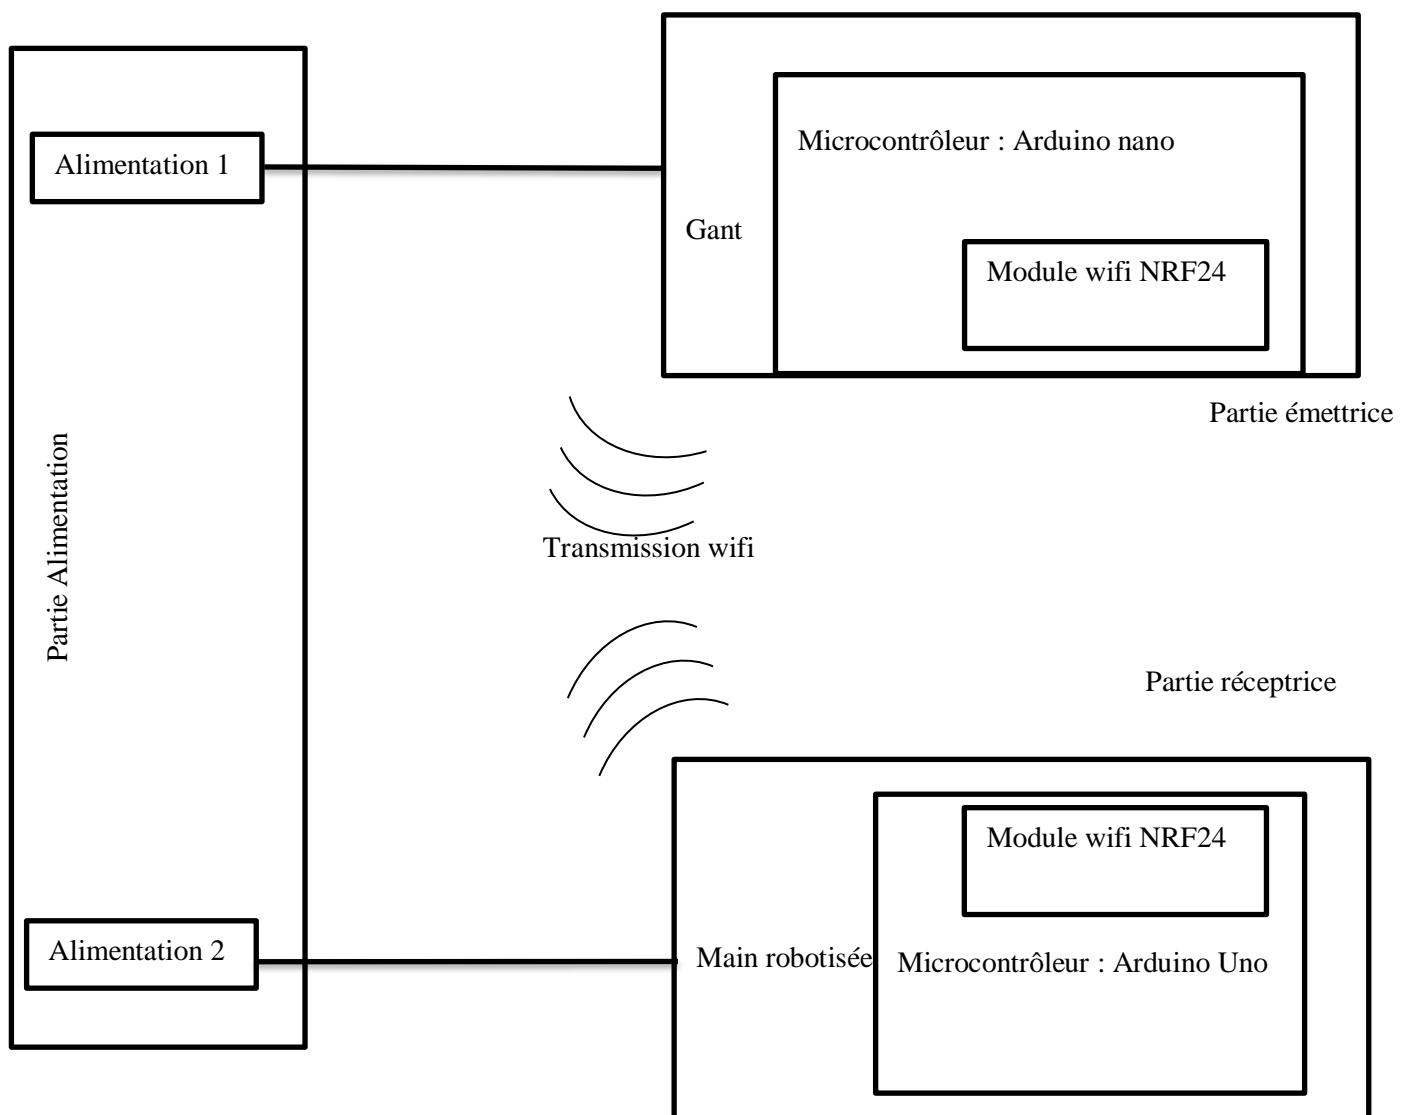 Alimentation 1
Microcontrôleur : Arduino nano
Gant
Module wifi NRF24
Partie émettrice
Partie Alimentation
Transmission wifi
Partie réceptrice
Module wifi NRF24
Alimentation 2
Main robotisée
Microcontrôleur : Arduino Uno